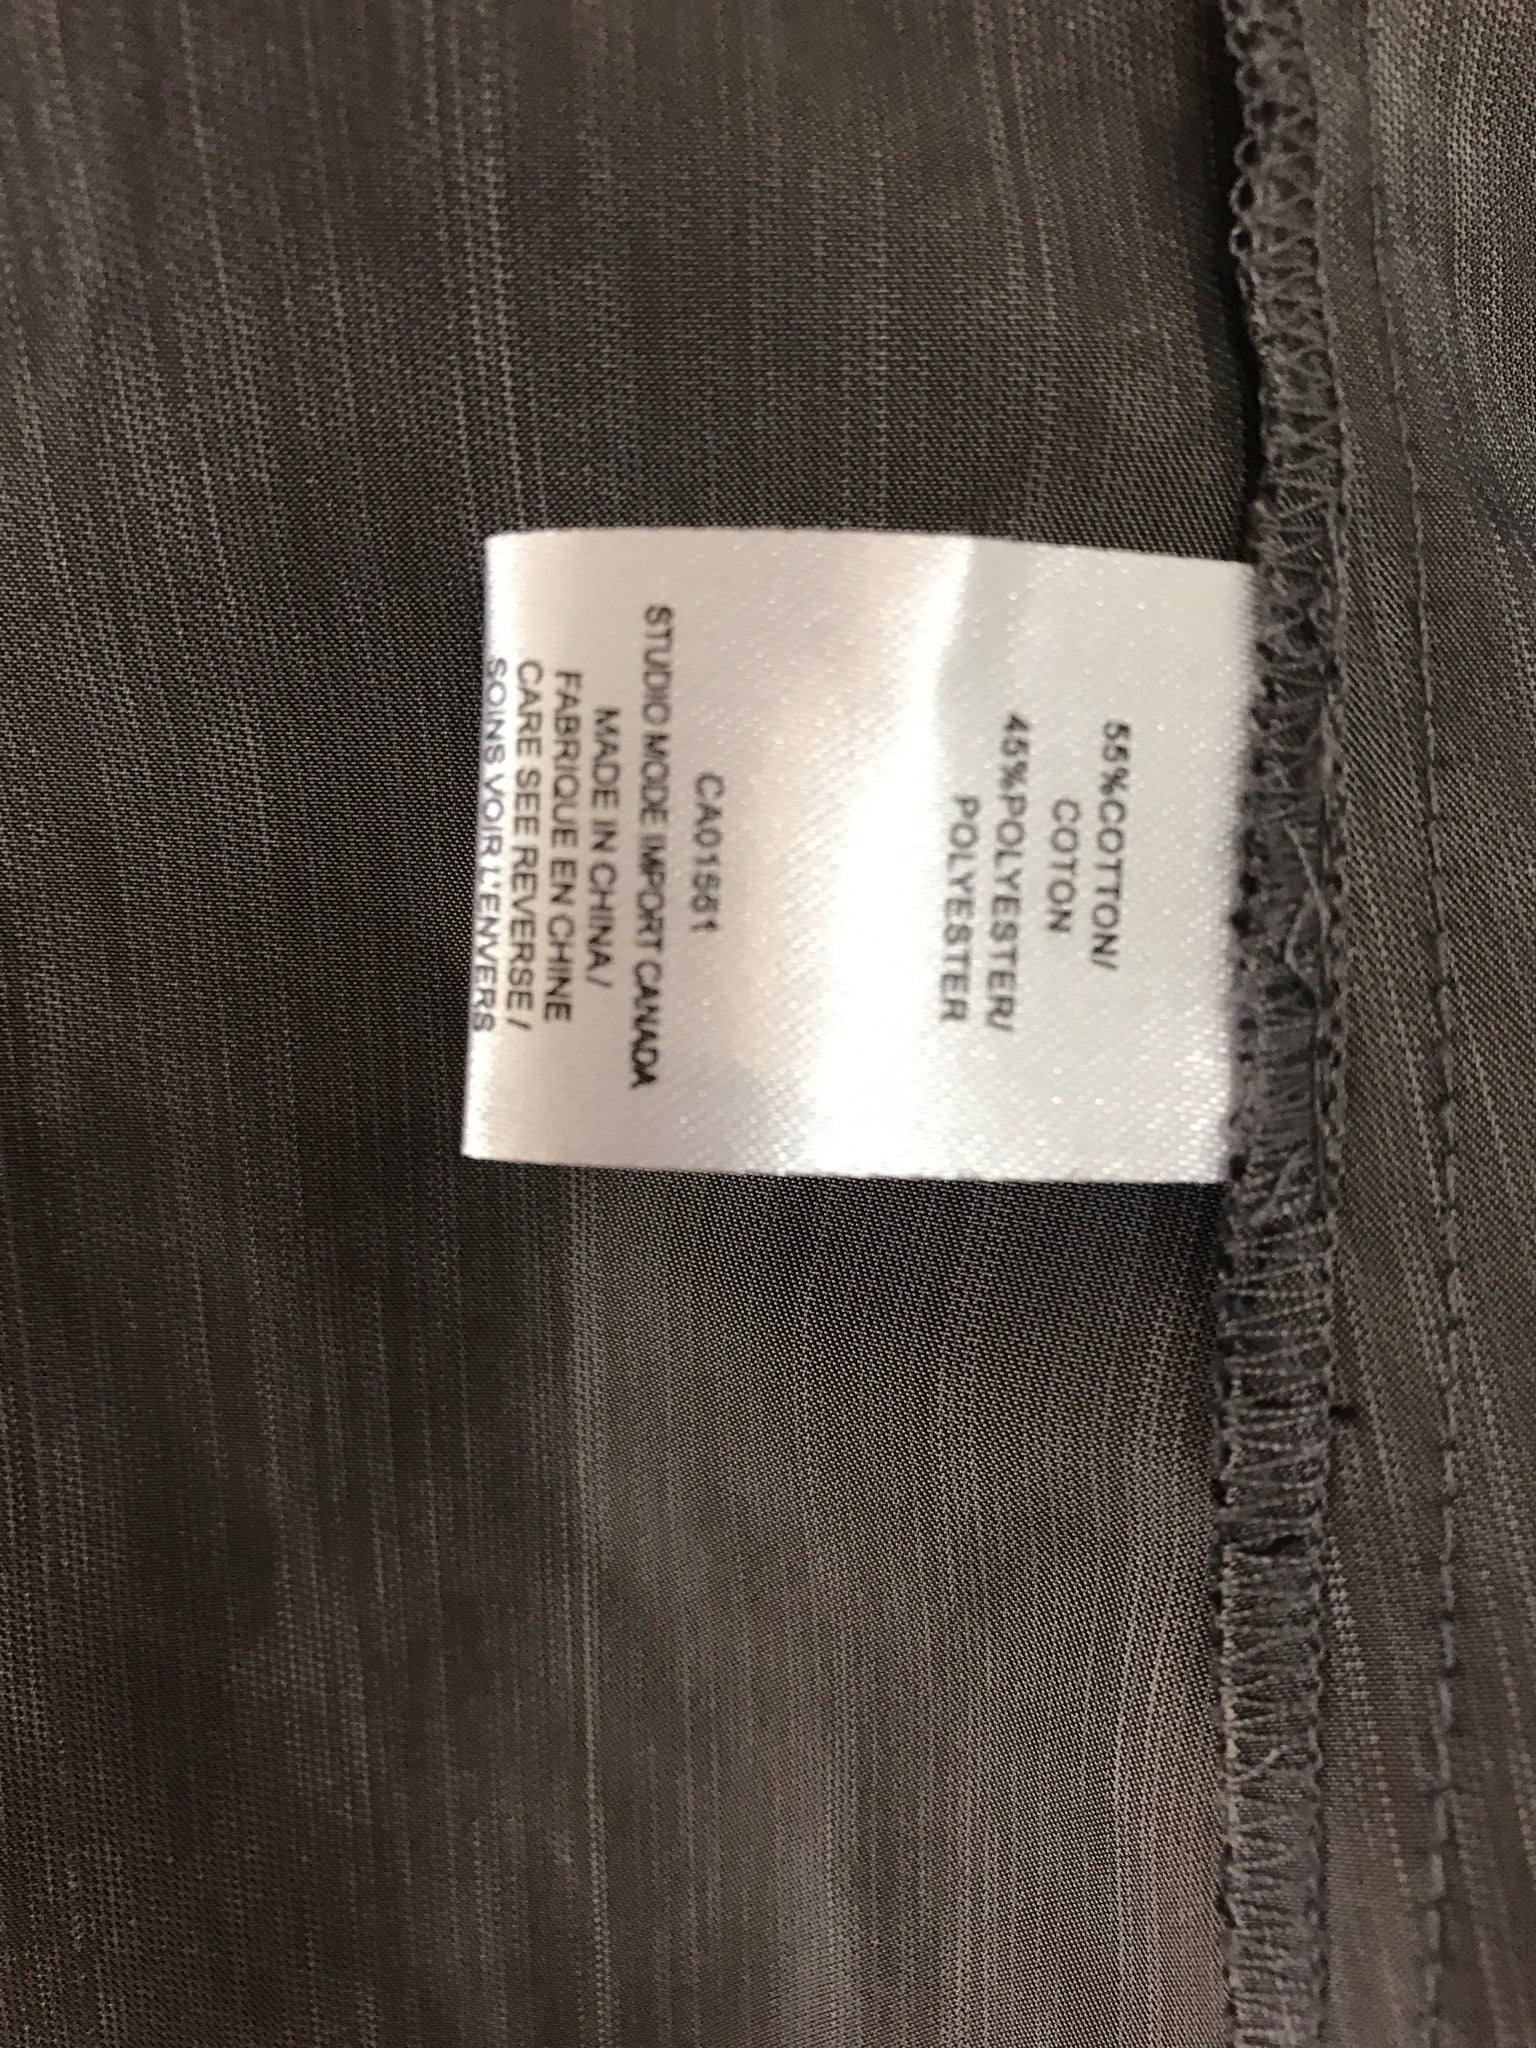 55%COTTON/
COTON
45%POLYESTER/
POLYESTER
CA01551
STUDIO MODE IMPORT CANADA
MADE IN CHINA/
FABRIQUE EN CHINE
CARE SEE REVERSE/
SOINS VOIR L'ENVERS